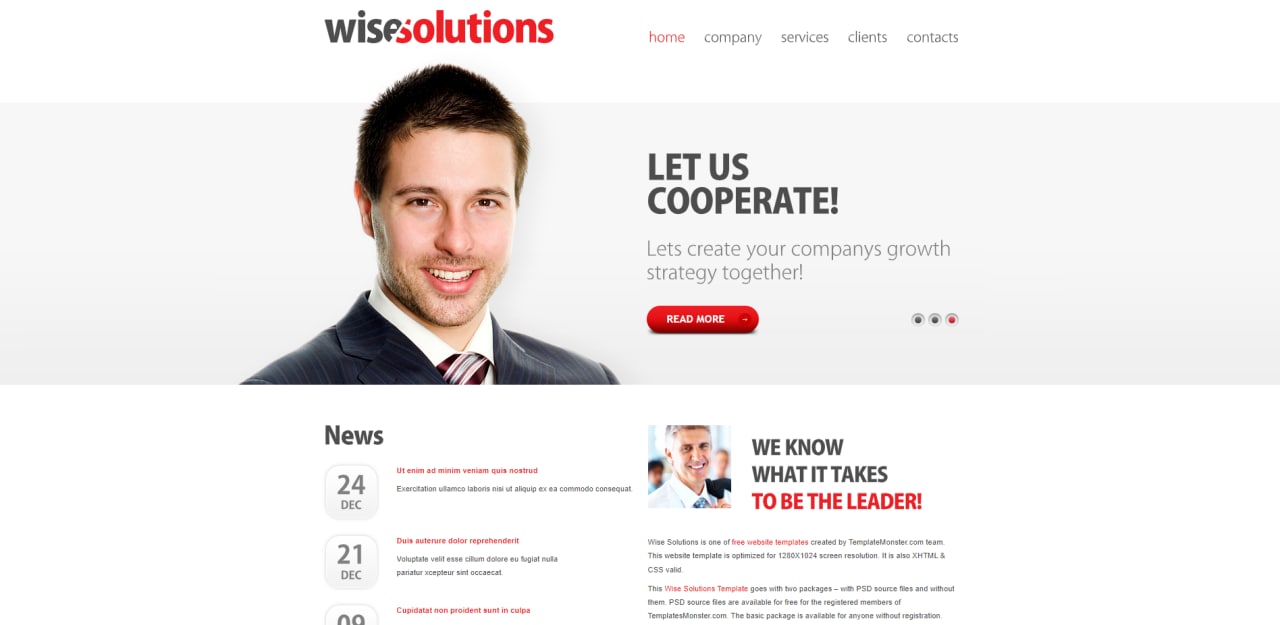 wisesolutions
home company services clients contacts
LET US
COOPERATE!
Lets create your companys growth
strategy together!
READ MORE
News
24
DEC
Ut enim ad minim veniam quis nostrud
Exercitation ullamco laboris nisi ut aliquip ex ea commodo consequat.
21
DEC
Duis auterure dolor reprehenderit
Voluptate velit esse cillum dolore eu fugiat nulla
pariatur xcepteur sint occaecat.
09
Cupidatat non proident sunt in culpa
WE KNOW
WHAT IT TAKES
TO BE THE LEADER!
Wise Solutions is one of free website templates created by TemplateMonster.com team.
This website template is optimized for 1280X1024 screen resolution. It is also XHTML &
CSS valid.
This Wise Solutions Template goes with two packages – with PSD source files and without
them. PSD source files are available for free for the registered members of
TemplatesMonster.com. The basic package is available for anyone without registration.